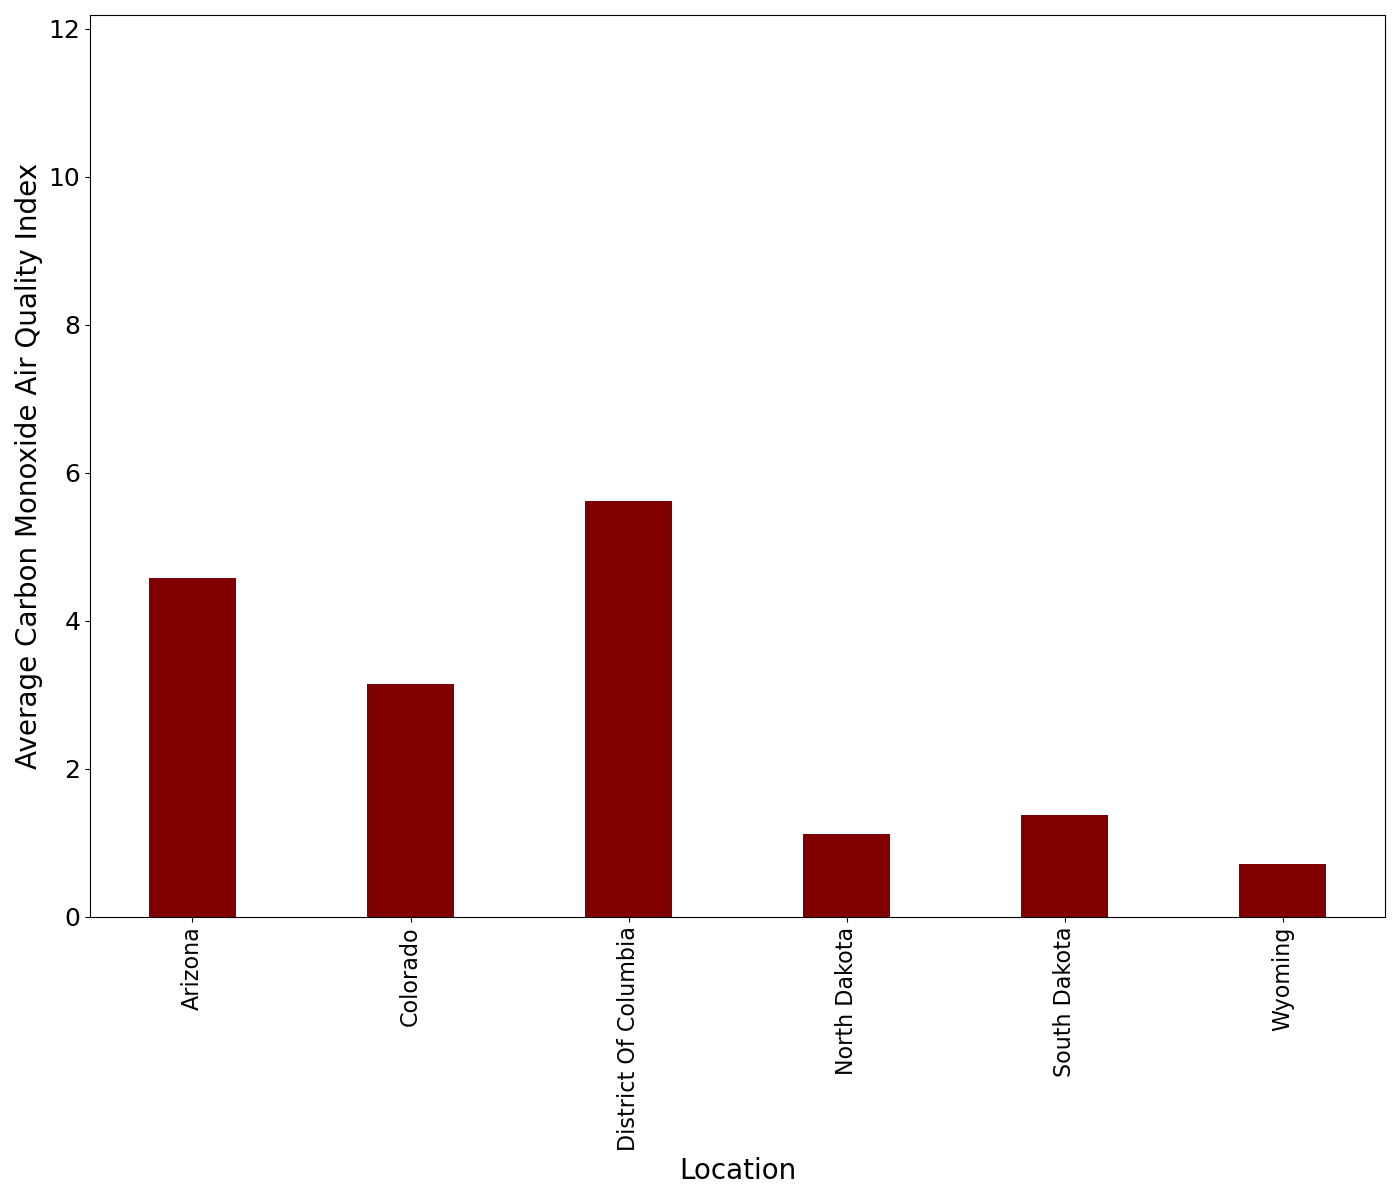 Average Carbon Monoxide Air Quality Index
12
10
8
6
4
2
0
Arizona
Colorado
District Of Columbia
North Dakota
South Dakota
Wyoming
Location